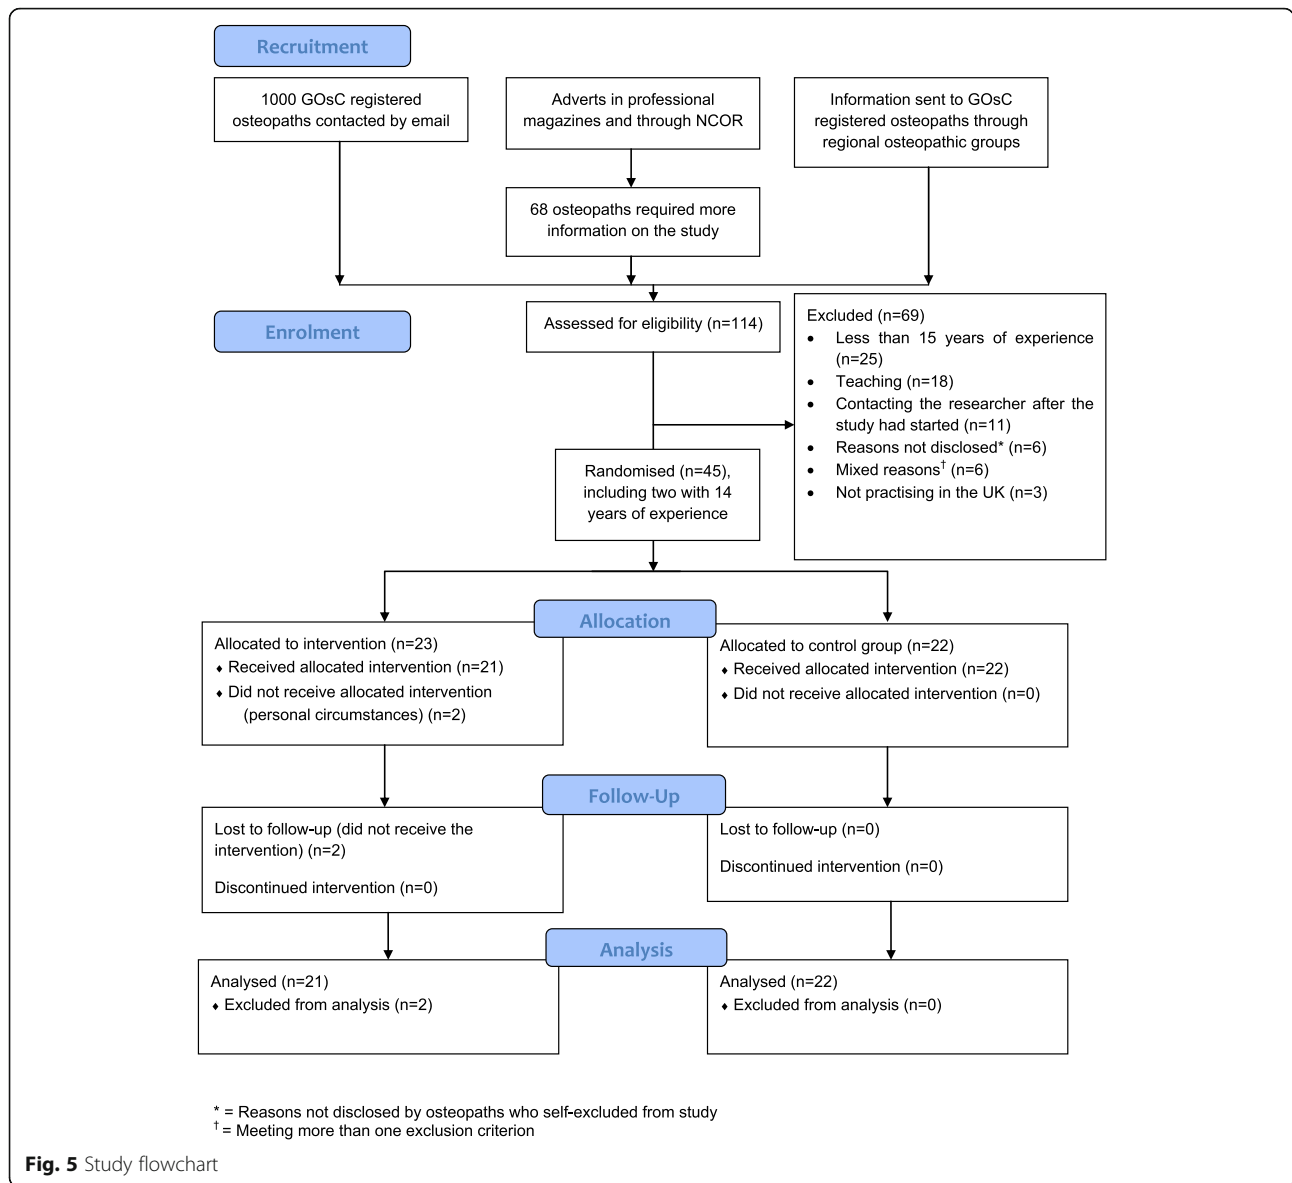 Recruitment
1000 GOsC registered
osteopaths contacted by email
Adverts in professional
magazines and through NCOR
Information sent to GOsC
registered osteopaths through
regional osteopathic groups
68 osteopaths required more
information on the study
Enrolment
Assessed for eligibility (n=114)
Excluded (n=69)
• Less than 15 years of experience
(n=25)
• Teaching (n=18)
• Contacting the researcher after the
study had started (n=11)
• Reasons not disclosed* (n=6)
• Mixed reasons† (n=6)
• Not practising in the UK (n=3)
Randomised (n=45),
including two with 14
years of experience
Allocation
Allocated to intervention (n=23)
♦ Received allocated intervention (n=21)
♦ Did not receive allocated intervention
(personal circumstances) (n=2)
Allocated to control group (n=22)
♦ Received allocated intervention (n=22)
♦ Did not receive allocated intervention (n=0)
Follow-Up
Lost to follow-up (did not receive the
intervention) (n=2)
Discontinued intervention (n=0)
Lost to follow-up (n=0)
Discontinued intervention (n=0)
Analysis
Analysed (n=21)
♦ Excluded from analysis (n=2)
Analysed (n=22)
♦ Excluded from analysis (n=0)
* = Reasons not disclosed by osteopaths who self-excluded from study
† = Meeting more than one exclusion criterion
Fig. 5 Study flowchart